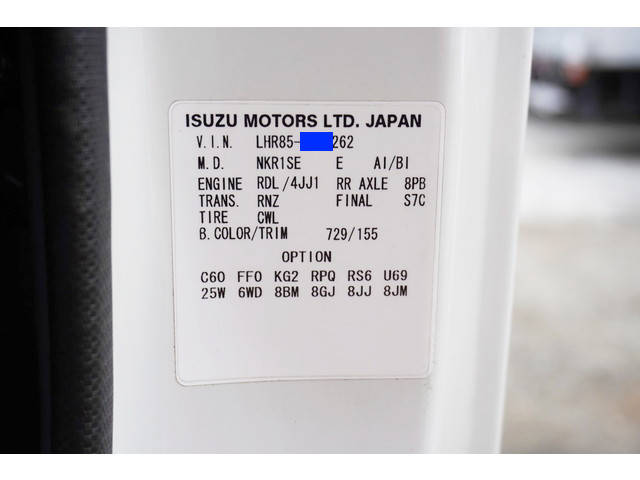 ISUZU MOTORS LTD. JAPAN
V.I.N. LHR85- 262
M.D. NKR1SE E AI/BI
ENGINE RDL/4JJ1 RR AXLE 8PB
TRANS. RNZ FINAL S7C
TIRE CWL
B.COLOR/TRIM 729/155
OPTION
C60 FF0 KG2 RPQ RS6 U69
25W 6WD 8BM 8GJ 8JJ 8JM